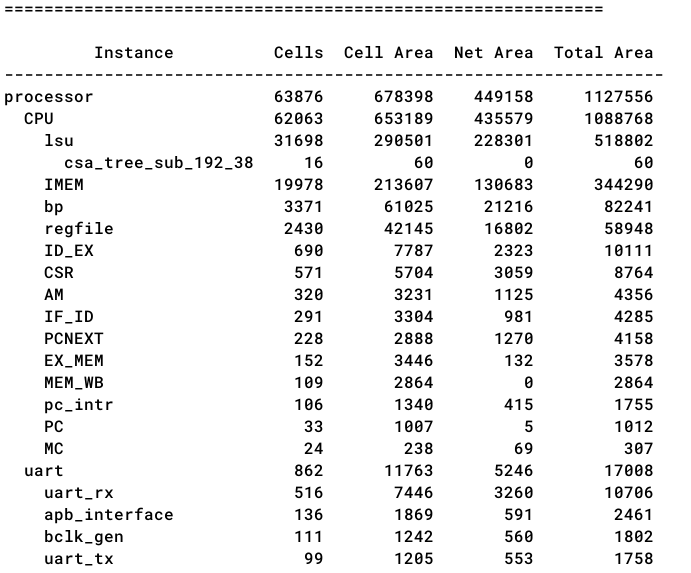 ============================================================
         Instance          Cells  Cell Area  Net Area  Total Area
------------------------------------------------------------------
processor                  63876     678398    449158     1127556
  CPU                      62063     653189    435579     1088768
    lsu                    31698     290501    228301      518802
      csa_tree_sub_192_38     16         60         0          60
    IMEM                   19978     213607    130683      344290
    bp                      3371      61025     21216       82241
    regfile                 2430      42145     16802       58948
    ID_EX                    690       7787      2323       10111
    CSR                      571       5704      3059        8764
    AM                       320       3231      1125        4356
    IF_ID                    291       3304       981        4285
    PCNEXT                   228       2888      1270        4158
    EX_MEM                   152       3446       132        3578
    MEM_WB                   109       2864         0        2864
    pc_intr                  106       1340       415        1755
    PC                        33       1007         5        1012
    MC                        24        238        69         307
  uart                       862      11763      5246       17008
    uart_rx                  516       7446      3260       10706
    apb_interface            136       1869       591        2461
    bclk_gen                 111       1242       560        1802
    uart_tx                   99       1205       553        1758